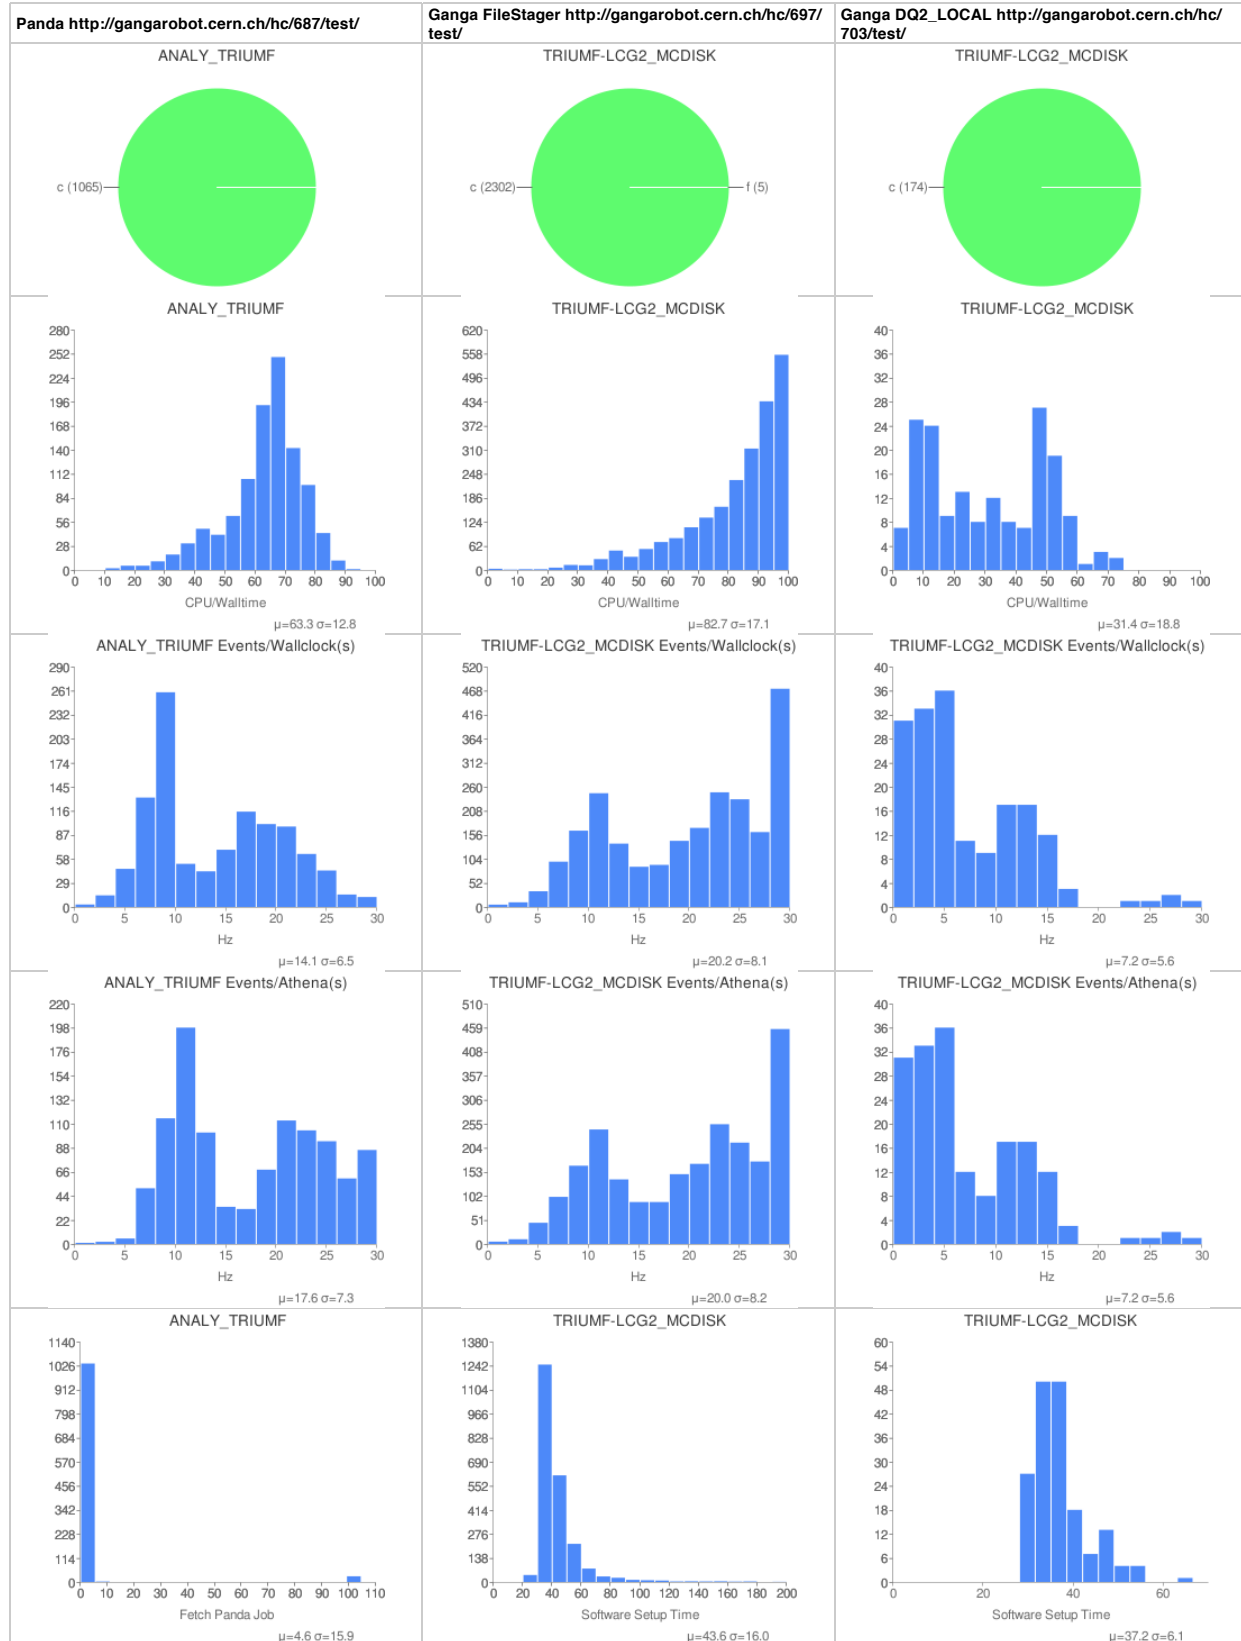 Panda http://gangarobot.cern.ch/hc/687/test/
Ganga FileStager http://gangarobot.cern.ch/hc/697/
test/
Ganga DQ2_LOCAL http://gangarobot.cern.ch/hc/
703/test/
ANALY_TRIUMF
c (1065)
TRIUMF-LCG2_MCDISK
c (2302)
f (5)
TRIUMF-LCG2_MCDISK
c (174)
ANALY_TRIUMF
280
252
224
196
168
140
112
84
56
28
0
0 10 20 30 40 50 60 70 80 90 100
CPU/Walltime
μ=63.3 σ=12.8
TRIUMF-LCG2_MCDISK
620
558
496
434
372
310
248
186
124
62
0
0 10 20 30 40 50 60 70 80 90 100
CPU/Walltime
μ=82.7 σ=17.1
TRIUMF-LCG2_MCDISK
40
36
32
28
24
20
16
12
8
4
0
0 10 20 30 40 50 60 70 80 90 100
CPU/Walltime
μ=31.4 σ=18.8
ANALY_TRIUMF Events/Wallclock(s)
290
261
232
203
174
145
116
87
58
29
0
0 5 10 15 20 25 30
Hz
μ=14.1 σ=6.5
TRIUMF-LCG2_MCDISK Events/Wallclock(s)
520
468
416
364
312
260
208
156
104
52
0
0 5 10 15 20 25 30
Hz
μ=20.2 σ=8.1
TRIUMF-LCG2_MCDISK Events/Wallclock(s)
40
36
32
28
24
20
16
12
8
4
0
0 5 10 15 20 25 30
Hz
μ=7.2 σ=5.6
ANALY_TRIUMF Events/Athena(s)
220
198
176
154
132
110
88
66
44
22
0
0 5 10 15 20 25 30
Hz
μ=17.6 σ=7.3
TRIUMF-LCG2_MCDISK Events/Athena(s)
510
459
408
357
306
255
204
153
102
51
0
0 5 10 15 20 25 30
Hz
μ=20.0 σ=8.2
TRIUMF-LCG2_MCDISK Events/Athena(s)
40
36
32
28
24
20
16
12
8
4
0
0 5 10 15 20 25 30
Hz
μ=7.2 σ=5.6
ANALY_TRIUMF
1140
1026
912
798
684
570
456
342
228
114
0
0 10 20 30 40 50 60 70 80 90 100 110
Fetch Panda Job
μ=4.6 σ=15.9
TRIUMF-LCG2_MCDISK
1380
1242
1104
966
828
690
552
414
276
138
0
0 20 40 60 80 100 120 140 160 180 200
Software Setup Time
μ=43.6 σ=16.0
TRIUMF-LCG2_MCDISK
60
54
48
42
36
30
24
18
12
6
0
0 20 40 60
Software Setup Time
μ=37.2 σ=6.1